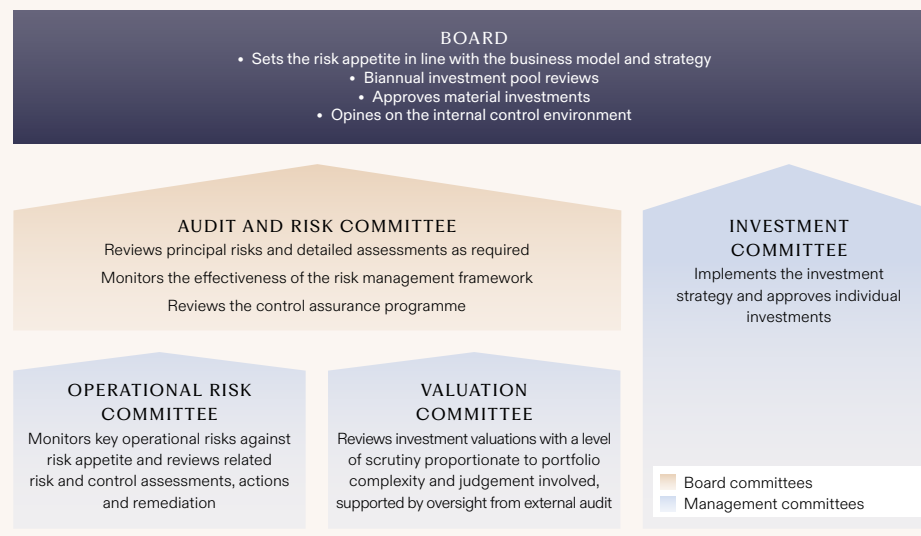 BOARD
• Sets the risk appetite in line with the business model and strategy
• Biannual investment pool reviews
• Approves material investments
• Opines on the internal control environment
AUDIT AND RISK COMMITTEE
Reviews principal risks and detailed assessments as required
Monitors the effectiveness of the risk management framework
Reviews the control assurance programme
INVESTMENT
COMMITTEE
Implements the investment
strategy and approves individual
investments
OPERATIONAL RISK
COMMITTEE
Monitors key operational risks against
risk appetite and reviews related
risk and control assessments, actions
and remediation
VALUATION
COMMITTEE
Reviews investment valuations with a level
of scrutiny proportionate to portfolio
complexity and judgement involved,
supported by oversight from external audit
Board committees
Management committees